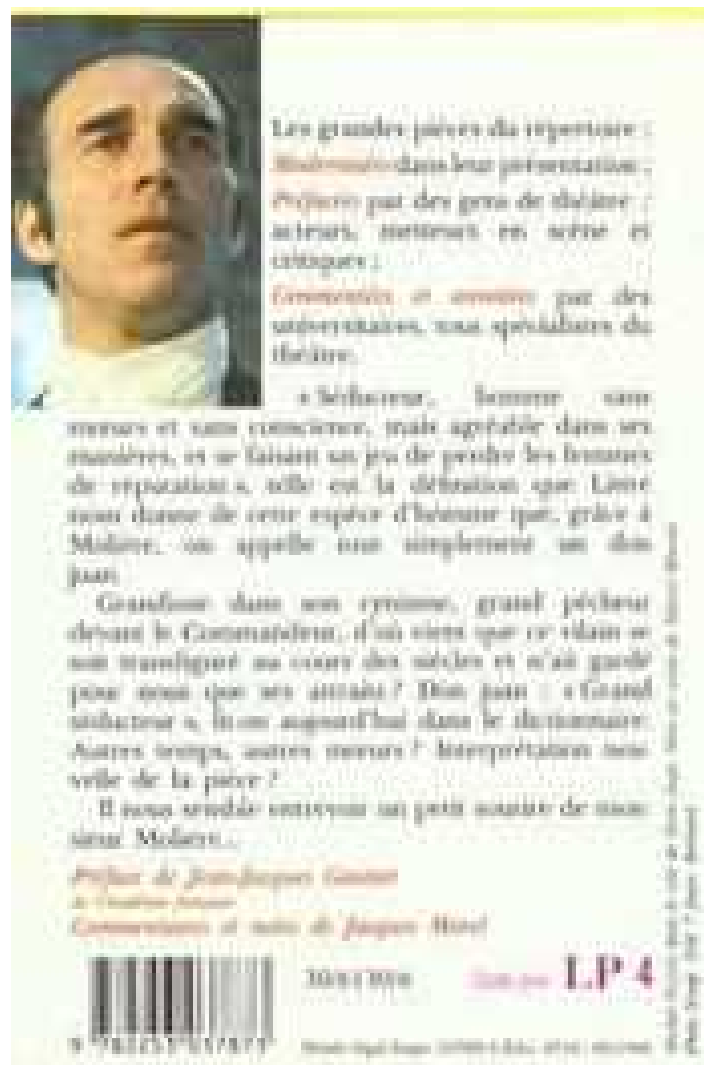 Les grandes pièces du répertoire :
dans leur présentation ;
Préfacées par des gens de théâtre :
acteurs, metteurs en scène et
critiques ;
Commentées et annotées par des
universitaires, tous spécialistes du
théâtre.
« Séducteur, homme sans
mœurs et sans conscience, mais agréable dans ses
manières, et se faisant un jeu de perdre les femmes
de réputation », telle est la définition que Littré
nous donne de cette espèce d'homme que, grâce à
Molière, on appelle tout simplement un don
juan.
Grandiose dans son cynisme, grand pécheur
devant le Commandeur, d'où vient que ce vilain se
soit transfiguré au cours des siècles et n'ait gardé
pour nous que ses attraits ? Don juan : « Grand
séducteur », lit-on aujourd'hui dans le dictionnaire.
Autres temps, autres mœurs ? Interprétation nou-
velle de la pièce ?
Il nous semble entrevoir un petit sourire de mon-
sieur Molière...
Préface de Jean-Jacques Gautier
de l'Académie française
Commentaires et notes de Jacques Morel
LP 4